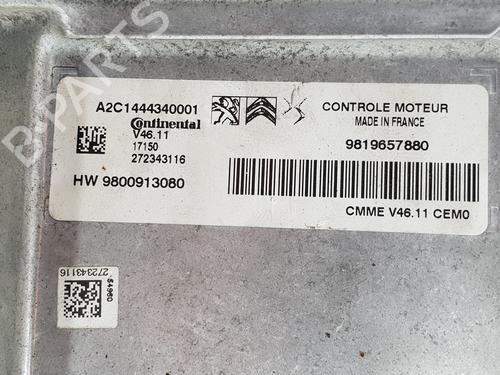 A2C1444340001
Continental
V46.11
17150
272343116
HW 9800913080
CONTROLE MOTEUR
MADE IN FRANCE
9819657880
CMME V46.11 CEM0
54960
272343116
B-PARTS